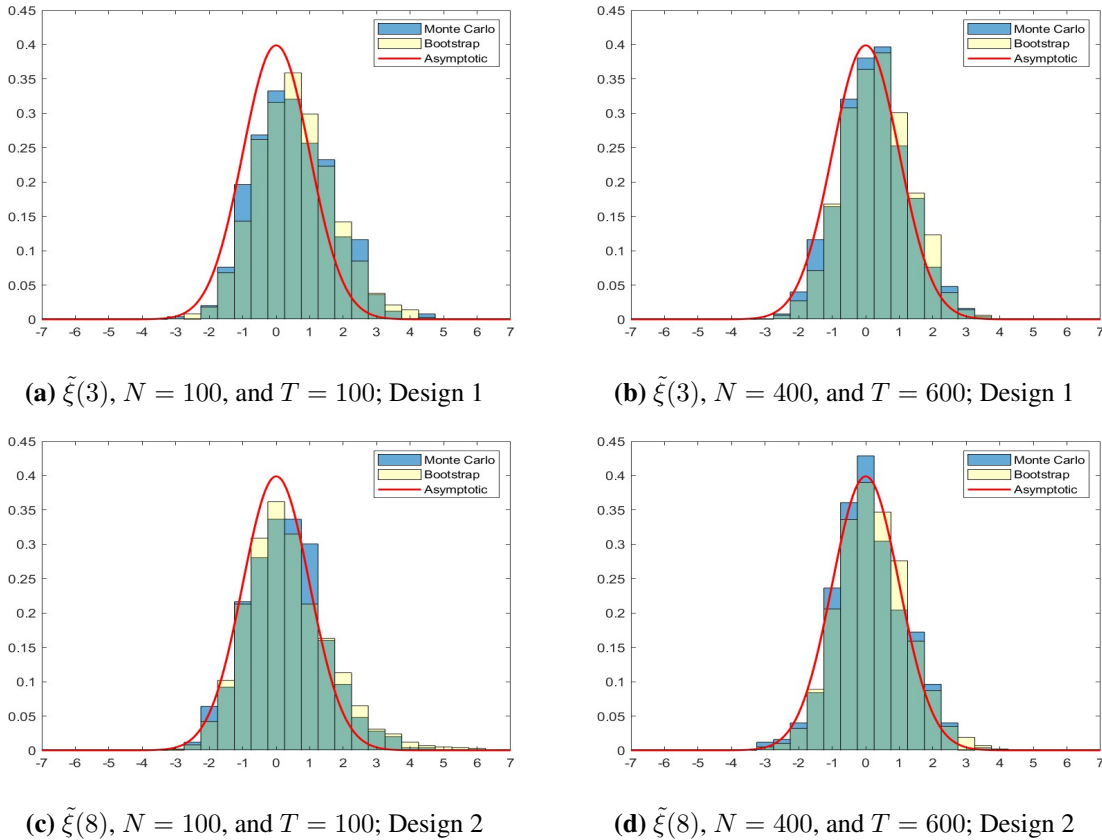 0.45
0.4
0.35
0.3
0.25
0.2
0.15
0.1
0.05
0
-7 -6 -5 -4 -3 -2 -1 0 1 2 3 4 5 6 7
Monte Carlo
Bootstrap
Asymptotic
(a) ξ̃(3), N = 100, and T = 100; Design 1
0.45
0.4
0.35
0.3
0.25
0.2
0.15
0.1
0.05
0
-7 -6 -5 -4 -3 -2 -1 0 1 2 3 4 5 6 7
Monte Carlo
Bootstrap
Asymptotic
(b) ξ̃(3), N = 400, and T = 600; Design 1
0.45
0.4
0.35
0.3
0.25
0.2
0.15
0.1
0.05
0
-7 -6 -5 -4 -3 -2 -1 0 1 2 3 4 5 6 7
Monte Carlo
Bootstrap
Asymptotic
(c) ξ̃(8), N = 100, and T = 100; Design 2
0.45
0.4
0.35
0.3
0.25
0.2
0.15
0.1
0.05
0
-7 -6 -5 -4 -3 -2 -1 0 1 2 3 4 5 6 7
Monte Carlo
Bootstrap
Asymptotic
(d) ξ̃(8), N = 400, and T = 600; Design 2